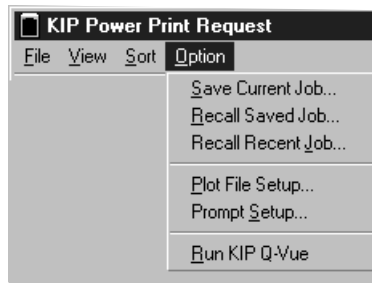 KIP Power Print Request
File View Sort Option
Save Current Job...
Recall Saved Job...
Recall Recent Job...
Plot File Setup...
Prompt Setup...
Run KIP Q-Vue